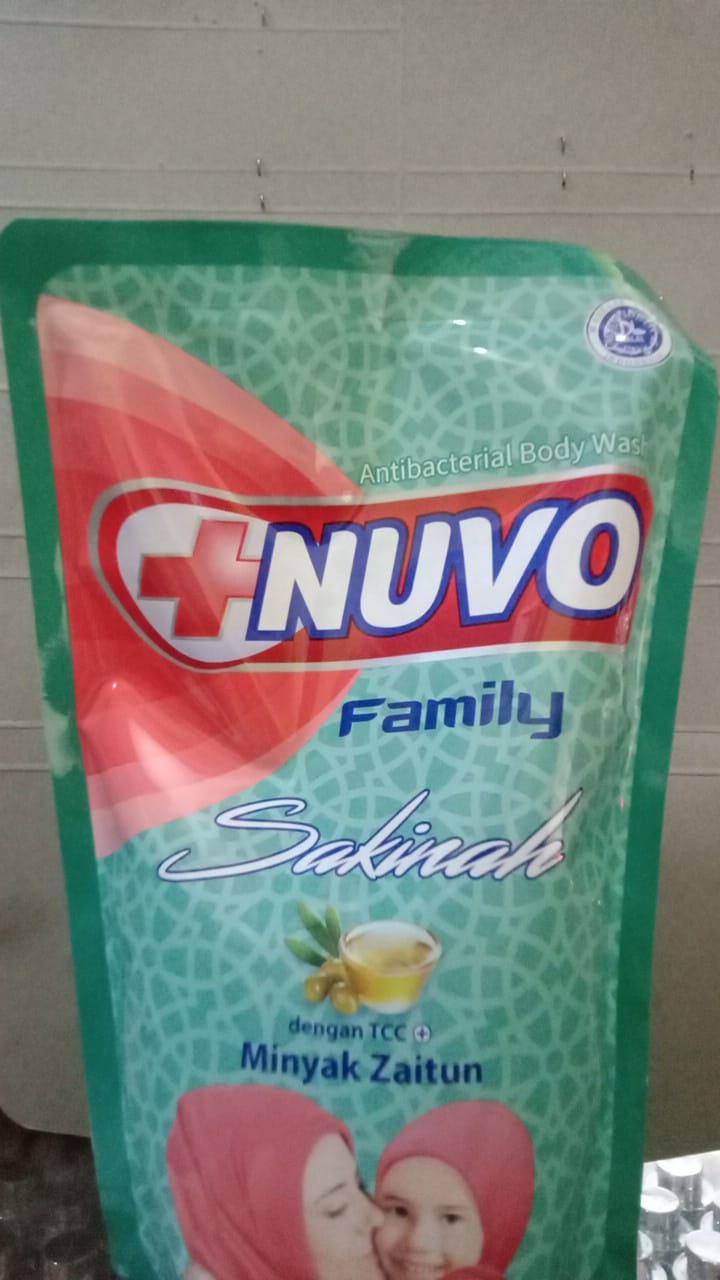 Antibacterial Body Wash
NUVO
Family
Sakinah
dengan TCC +
Minyak Zaitun